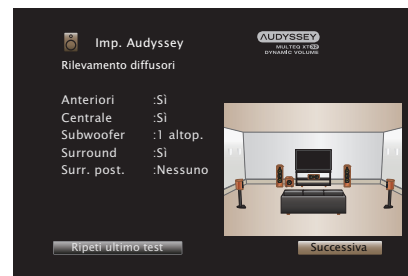 Imp. Audyssey
AUDYSSEY
MULTEQ XT32
DYNAMIC VOLUME
Rilevamento diffusori
Anteriori :Sì
Centrale :Sì
Subwoofer :1 altop.
Surround :Sì
Surr. post. :Nessuno
Ripeti ultimo test
Successiva